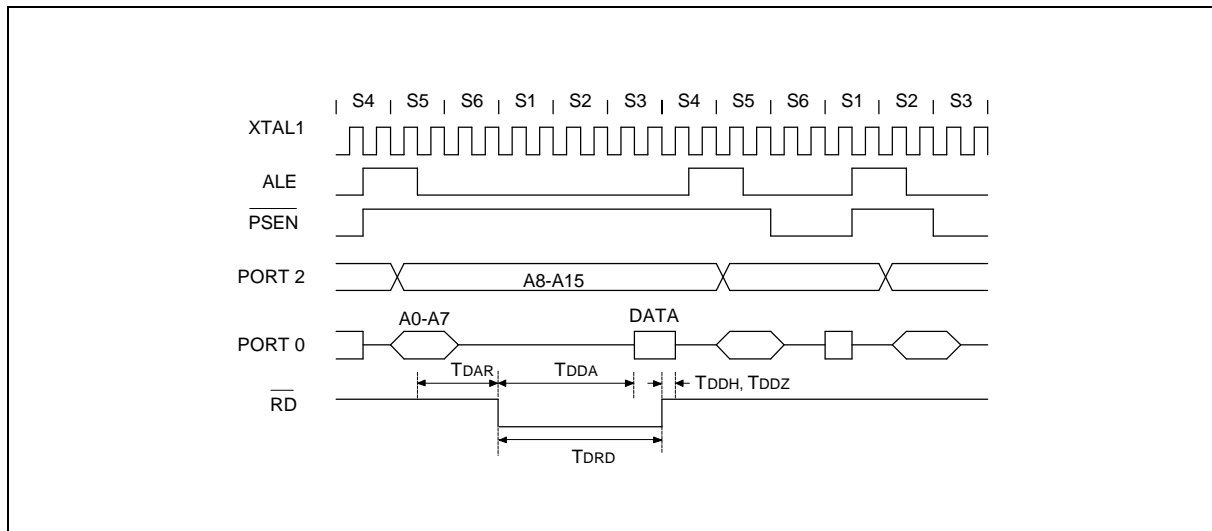 S4 S5 S6 S1 S2 S3 S4 S5 S6 S1 S2 S3
XTAL1
ALE
PSEN
PORT 2
A8-A15
A0-A7
DATA
PORT 0
TDAR
TDDA
TDDH, TDDZ
RD
TDRD